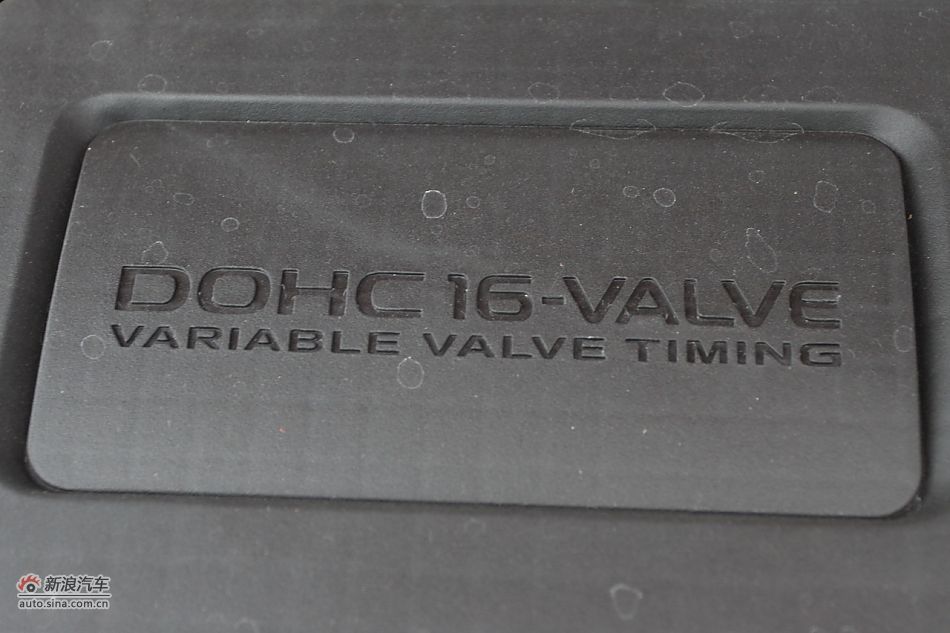 DOHC 16-VALVE
VARIABLE VALVE TIMING
新浪汽车
auto.sina.com.cn